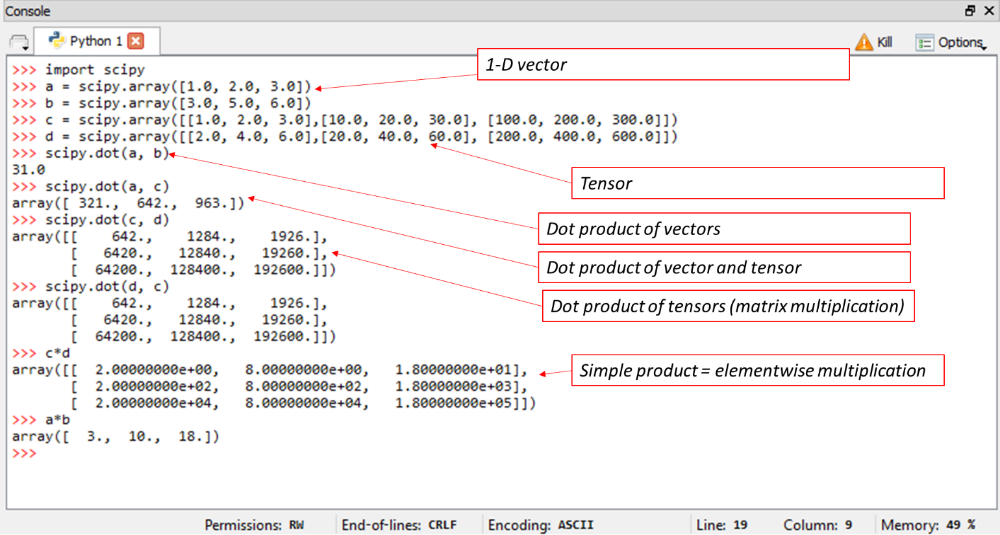 Console
Python 1
Kill
Options
1-D vector
>>> import scipy
>>> a = scipy.array([1.0, 2.0, 3.0])
>>> b = scipy.array([3.0, 5.0, 6.0])
>>> c = scipy.array([[1.0, 2.0, 3.0],[10.0, 20.0, 30.0], [100.0, 200.0, 300.0]])
>>> d = scipy.array([[2.0, 4.0, 6.0],[20.0, 40.0, 60.0], [200.0, 400.0, 600.0]])
>>> scipy.dot(a, b)
31.0
Tensor
>>> scipy.dot(a, c)
array([ 321.,  642.,  963.])
>>> scipy.dot(c, d)
Dot product of vectors
array([[    642.,    1284.,    1926.],
       [   6420.,   12840.,   19260.],
       [  64200.,  128400.,  192600.]])
Dot product of vector and tensor
>>> scipy.dot(d, c)
array([[    642.,    1284.,    1926.],
       [   6420.,   12840.,   19260.],
       [  64200.,  128400.,  192600.]])
Dot product of tensors (matrix multiplication)
>>> c*d
array([[  2.00000000e+00,   8.00000000e+00,   1.80000000e+01],
       [  2.00000000e+02,   8.00000000e+02,   1.80000000e+03],
       [  2.00000000e+04,   8.00000000e+04,   1.80000000e+05]])
Simple product = elementwise multiplication
>>> a*b
array([  3.,  10.,  18.])
>>>
Permissions: RW End-of-lines: CRLF Encoding: ASCII Line: 19 Column: 9 Memory: 49 %